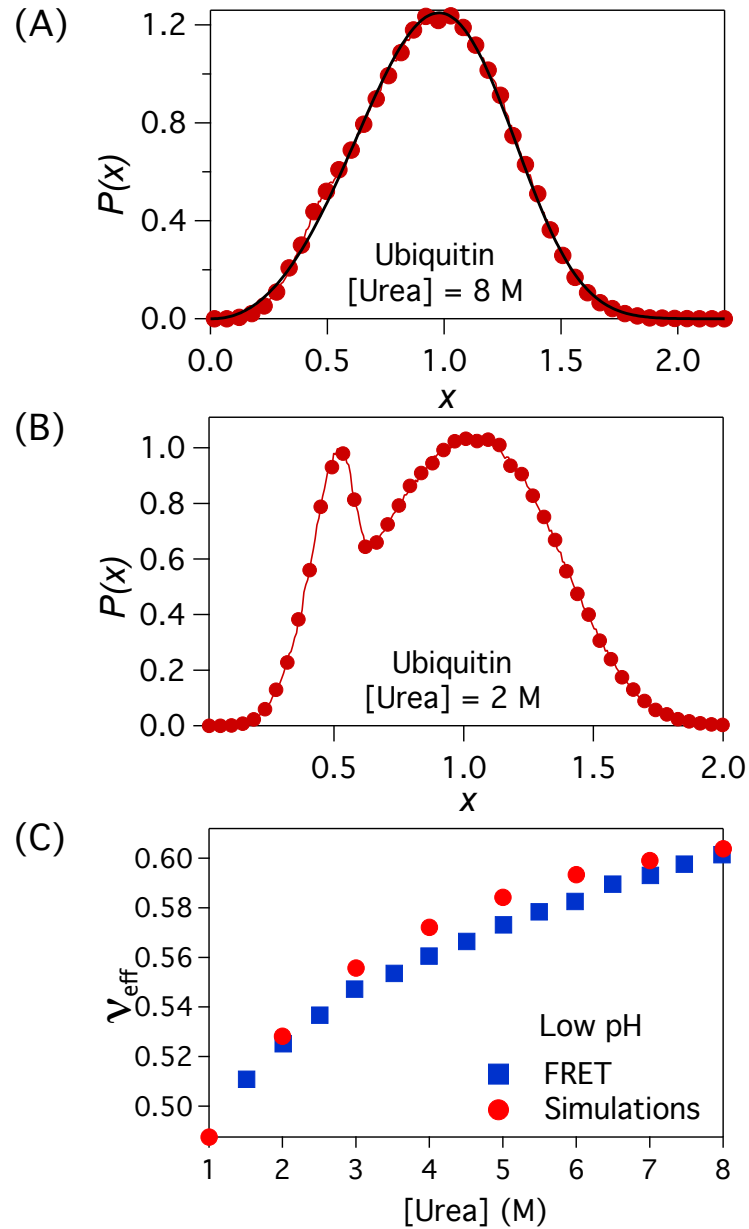 (A)
1.2
0.8
0.4
0.0
P(x)
Ubiquitin
[Urea] = 8 M
0.0 0.5 1.0 1.5 2.0
x
(B)
1.0
0.8
0.6
0.4
0.2
0.0
P(x)
Ubiquitin
[Urea] = 2 M
0.5 1.0 1.5 2.0
x
(C)
0.60
0.58
0.56
0.54
0.52
0.50
νeff
Low pH
FRET
Simulations
1 2 3 4 5 6 7 8
[Urea] (M)